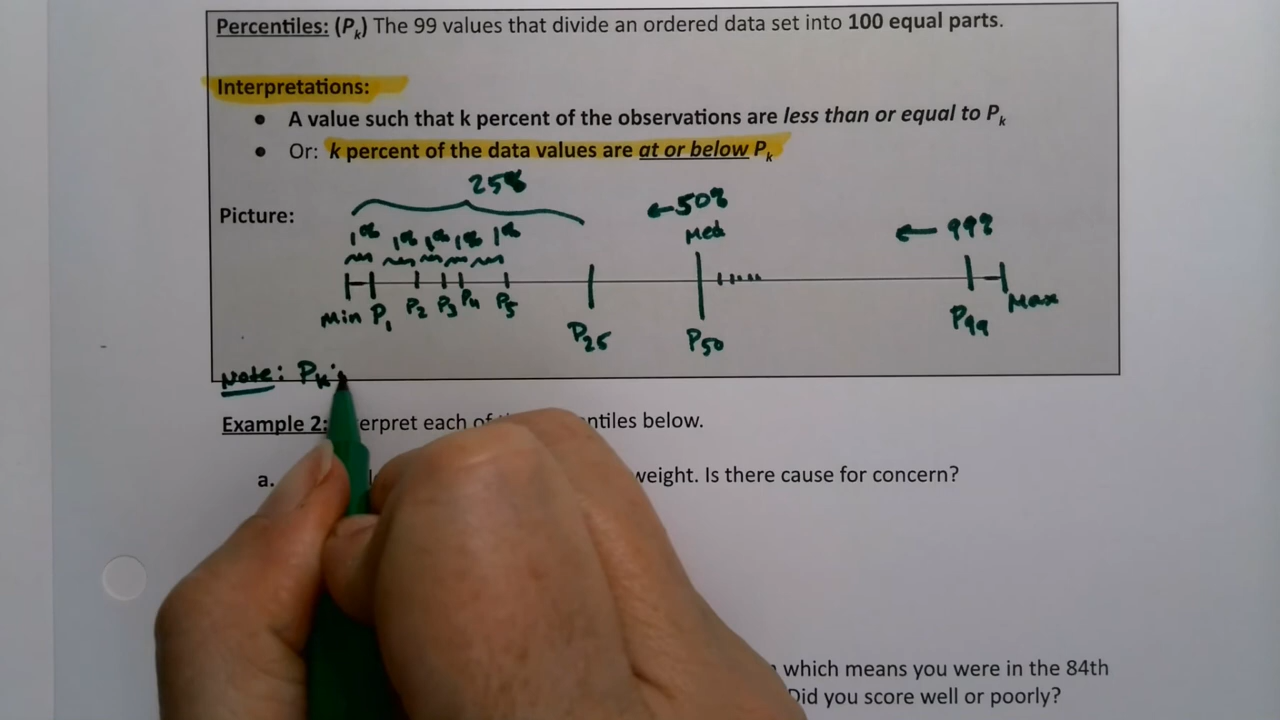 Percentiles: (Pk) The 99 values that divide an ordered data set into 100 equal parts.
Interpretations:
• A value such that k percent of the observations are less than or equal to Pk
• Or: k percent of the data values are at or below Pk
25%
←50%
Picture:
1% 1% 1% 1% 1%
Med
← 99%
Min P1 P2 P3 P4 P5
P25
P50
P99
Max
Note: Pk's
Example 2: erpret each of ntiles below.
a. weight. Is there cause for concern?
which means you were in the 84th
Did you score well or poorly?